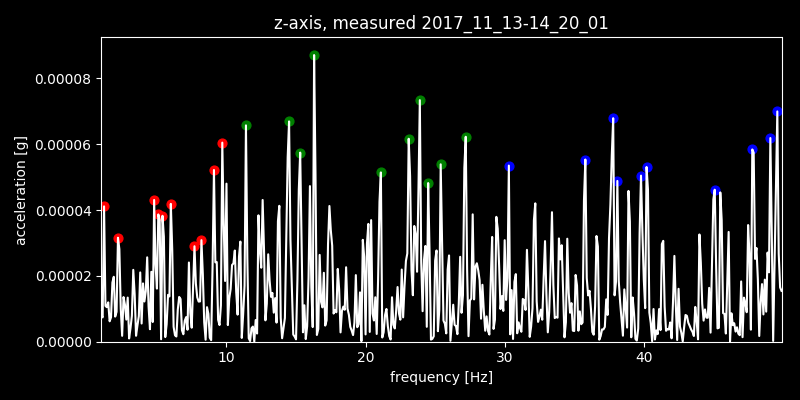 z-axis, measured 2017_11_13-14_20_01
acceleration [g]
0.00008
0.00006
0.00004
0.00002
0.00000
10 20 30 40
frequency [Hz]